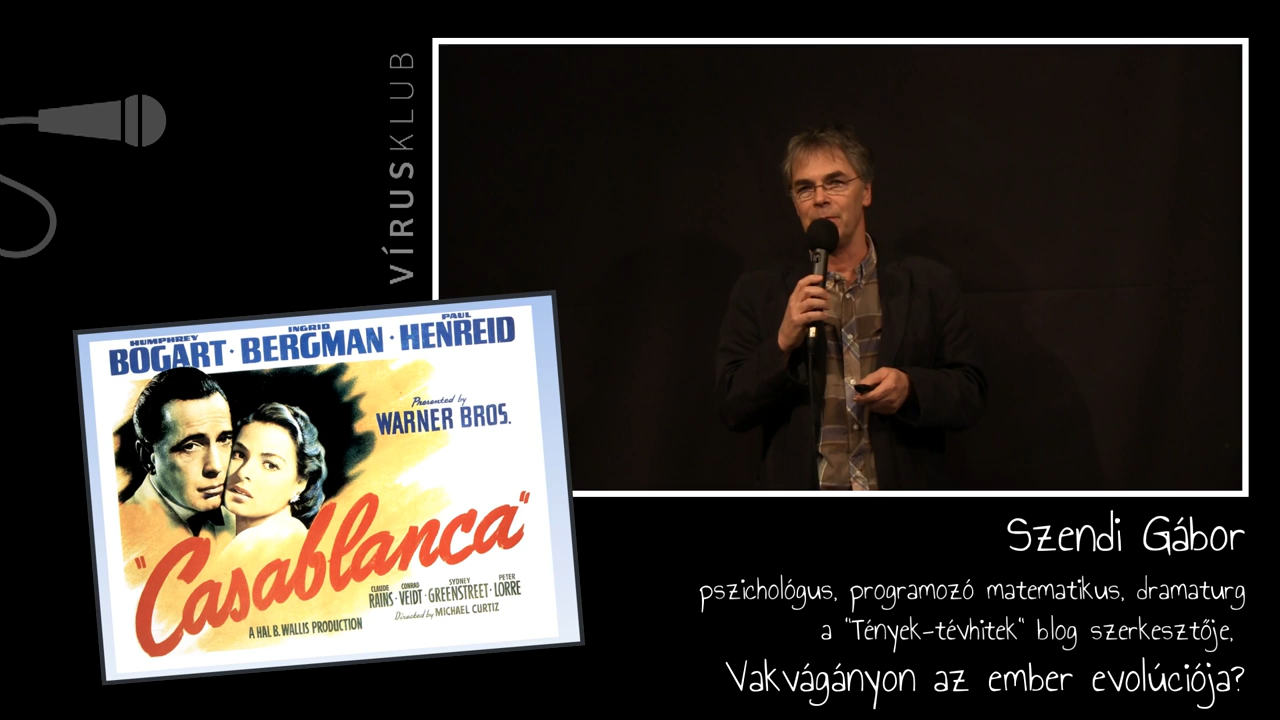 VÍRUSKLUB
HUMPHREY INGRID PAUL
BOGART · BERGMAN · HENREID
Presented by
WARNER BROS.
"Casablanca"
CLAUDE CONRAD SYDNEY PETER
RAINS · VEIDT · GREENSTREET · LORRE
Directed by MICHAEL CURTIZ
A HAL B. WALLIS PRODUCTION
Szendi Gábor
pszichológus, programozó matematikus, dramaturg
a "Tények-tévhitek" blog szerkesztője,
Vakvágányon az ember evolúciója?